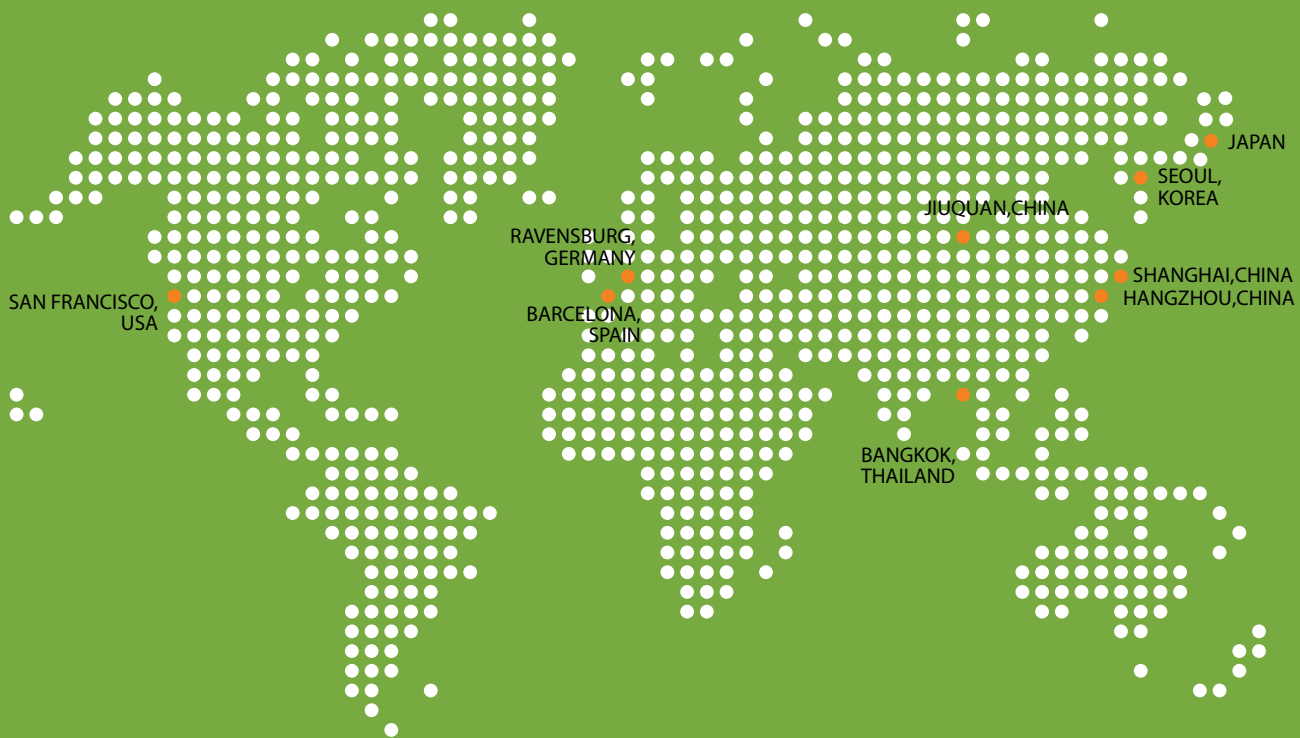 JAPAN
SEOUL,
KOREA
JIUQUAN,CHINA
RAVENSBURG,
GERMANY
SHANGHAI,CHINA
HANGZHOU,CHINA
SAN FRANCISCO,
USA
BARCELONA,
SPAIN
BANGKOK,
THAILAND